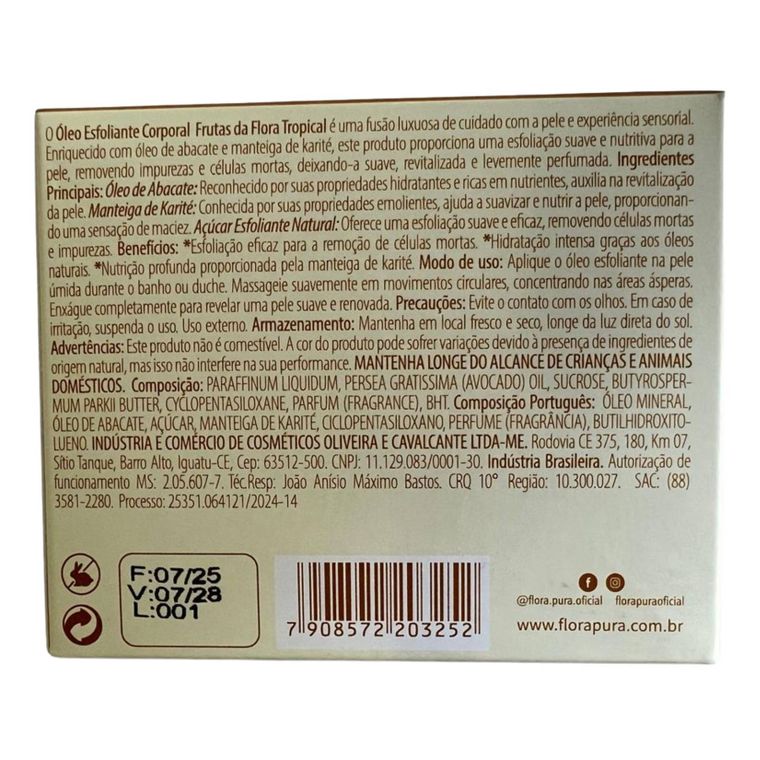 O Óleo Esfoliante Corporal Frutas da Flora Tropical é uma fusão luxuosa de cuidado com a pele e experiência sensorial.
Enriquecido com óleo de abacate e manteiga de karité, este produto proporciona uma esfoliação suave e nutritiva para a
pele, removendo impurezas e células mortas, deixando-a suave, revitalizada e levemente perfumada. Ingredientes
Principais: Óleo de Abacate: Reconhecido por suas propriedades hidratantes e ricas em nutrientes, auxilia na revitalização
da pele. Manteiga de Karité: Conhecida por suas propriedades emolientes, ajuda a suavizar e nutrir a pele, proporcionan-
do uma sensação de maciez. Açúcar Esfoliante Natural: Oferece uma esfoliação suave e eficaz, removendo células mortas
e impurezas. Benefícios: *Esfoliação eficaz para a remoção de células mortas. *Hidratação intensa graças aos óleos
naturais. *Nutrição profunda proporcionada pela manteiga de karité. Modo de uso: Aplique o óleo esfoliante na pele
úmida durante o banho ou duche. Massageie suavemente em movimentos circulares, concentrando nas áreas ásperas.
Enxágue completamente para revelar uma pele suave e renovada. Precauções: Evite o contato com os olhos. Em caso de
irritação, suspenda o uso. Uso externo. Armazenamento: Mantenha em local fresco e seco, longe da luz direta do sol.
Advertências: Este produto não é comestível. A cor do produto pode sofrer variações devido à presença de ingredientes de
origem natural, mas isso não interfere na sua performance. MANTENHA LONGE DO ALCANCE DE CRIANÇAS E ANIMAIS
DOMÉSTICOS. Composição: PARAFFINUM LIQUIDUM, PERSEA GRATISSIMA (AVOCADO) OIL, SUCROSE, BUTYROSPER-
MUM PARKII BUTTER, CYCLOPENTASILOXANE, PARFUM (FRAGRANCE), BHT. Composição Português: ÓLEO MINERAL,
ÓLEO DE ABACATE, AÇÚCAR, MANTEIGA DE KARITÉ, CICLOPENTASILOXANO, PERFUME (FRAGRÂNCIA), BUTILHIDROXITO-
LUENO. INDÚSTRIA E COMÉRCIO DE COSMÉTICOS OLIVEIRA E CAVALCANTE LTDA-ME. Rodovia CE 375, 180, Km 07,
Sítio Tanque, Barro Alto, Iguatu-CE, Cep: 63512-500. CNPJ: 11.129.083/0001-30. Indústria Brasileira. Autorização de
funcionamento MS: 2.05.607-7. Téc.Resp: João Anísio Máximo Bastos. CRQ 10° Região: 10.300.027. SAC: (88)
3581-2280. Processo: 25351.064121/2024-14
F:07/25
V:07/28
L:001
7 908572 203252
@flora.pura.oficial florapuraoficial
www.florapura.com.br